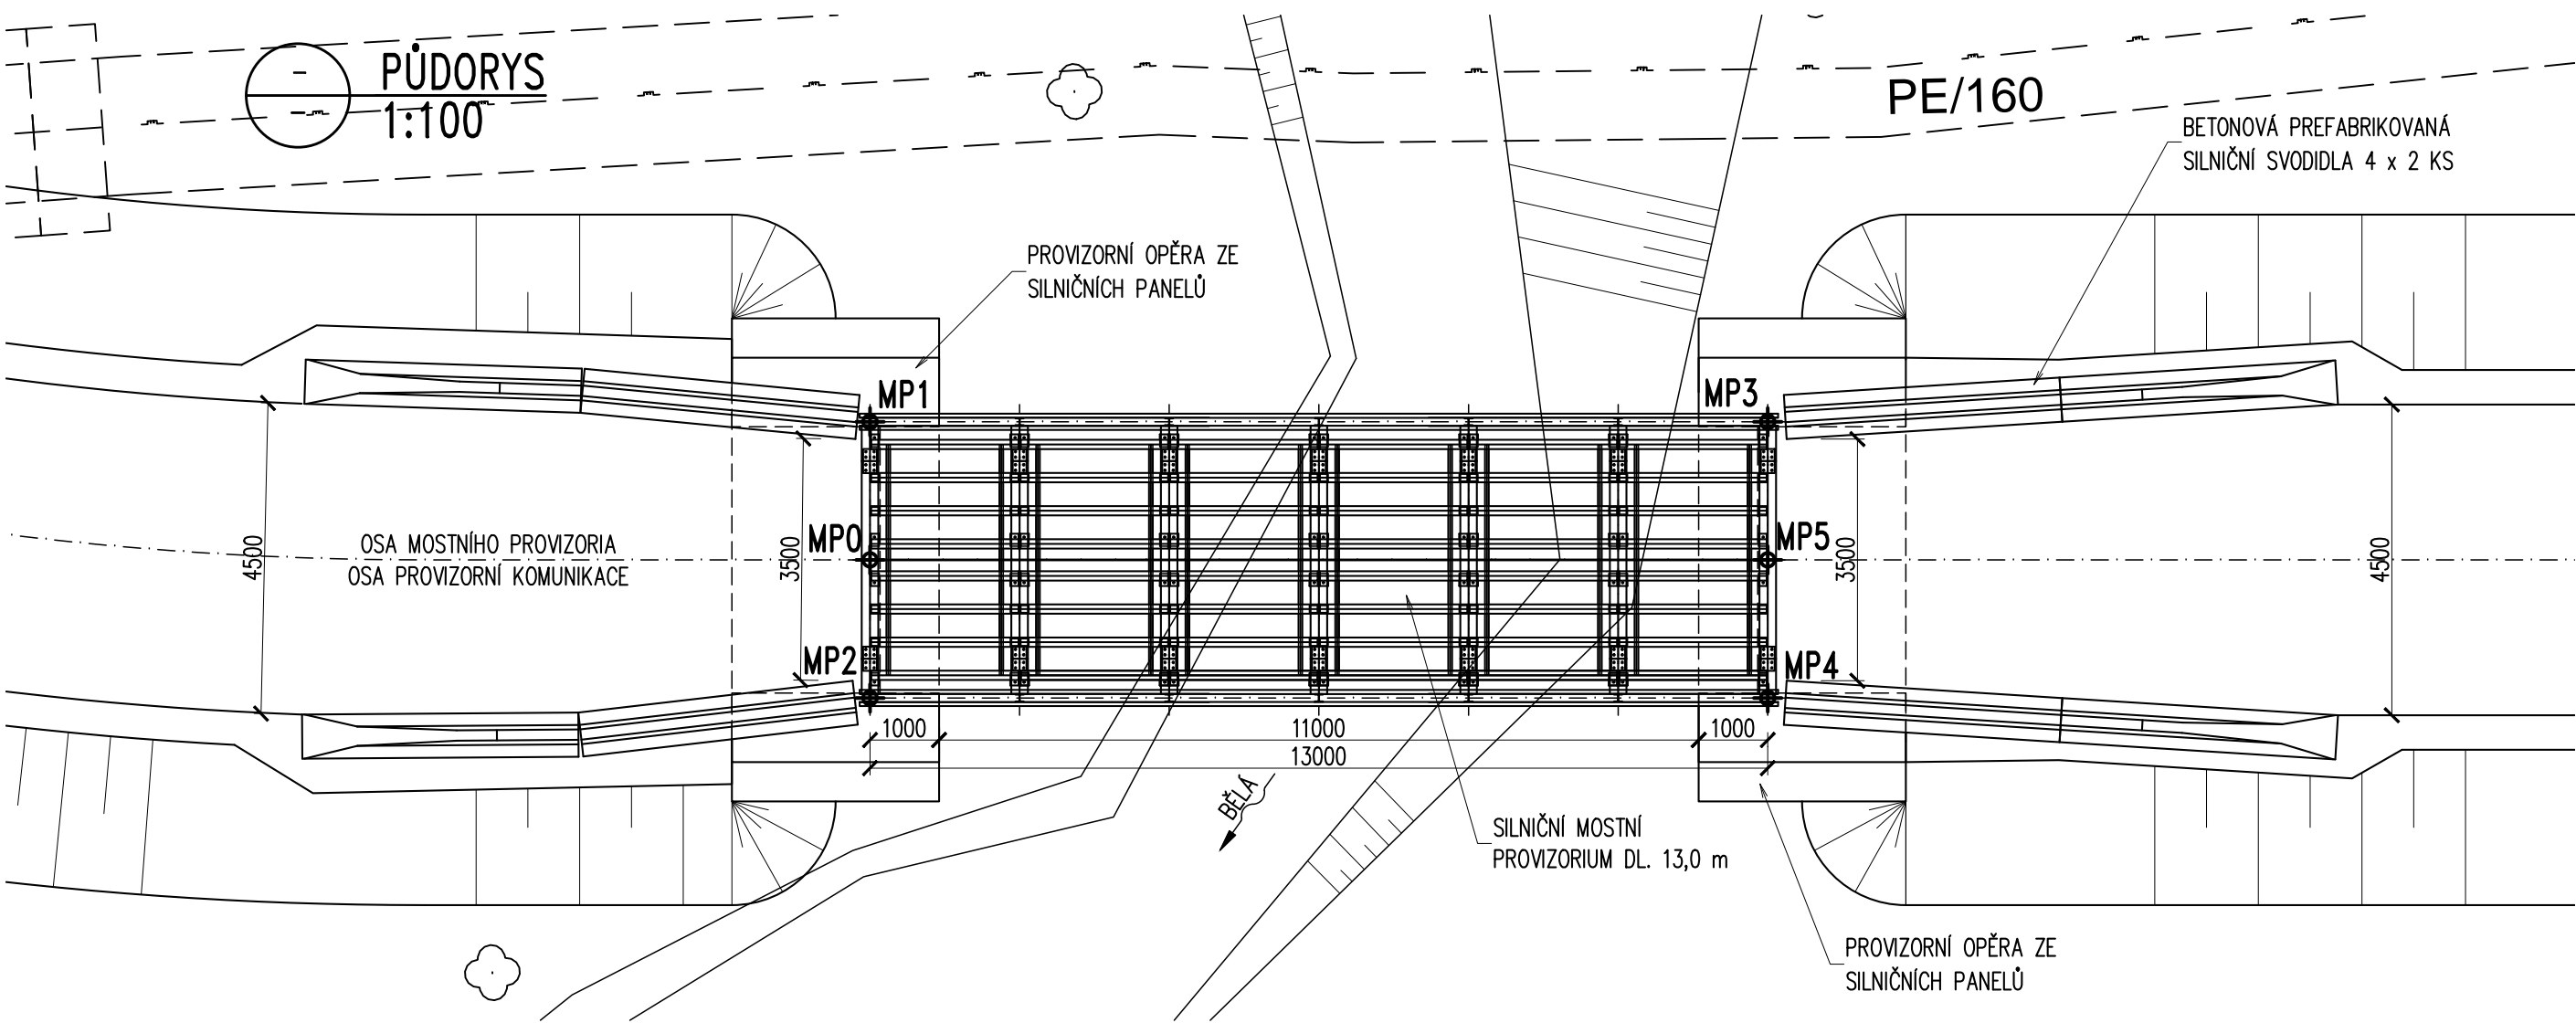 PŮDORYS
1:100
PE/160
BETONOVÁ PREFABRIKOVANÁ
SILNIČNÍ SVODIDLA 4 x 2 KS
PROVIZORNÍ OPĚRA ZE
SILNIČNÍCH PANELŮ
MP1
MP3
4500
OSA MOSTNÍHO PROVIZORIA
OSA PROVIZORNÍ KOMUNIKACE
3500
MP0
MP5
3500
4500
MP2
MP4
1000
11000
1000
13000
BĚLÁ
SILNIČNÍ MOSTNÍ
PROVIZORIUM DL. 13,0 m
PROVIZORNÍ OPĚRA ZE
SILNIČNÍCH PANELŮ